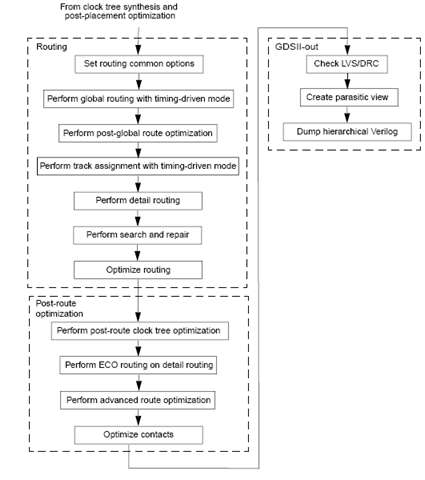 From clock tree synthesis and
post-placement optimization
Routing
Set routing common options
Perform global routing with timing-driven mode
Perform post-global route optimization
Perform track assignment with timing-driven mode
Perform detail routing
Perform search and repair
Optimize routing
Post-route
optimization
Perform post-route clock tree optimization
Perform ECO routing on detail routing
Perform advanced route optimization
Optimize contacts
GDSII-out
Check LVS/DRC
Create parasitic view
Dump hierarchical Verilog